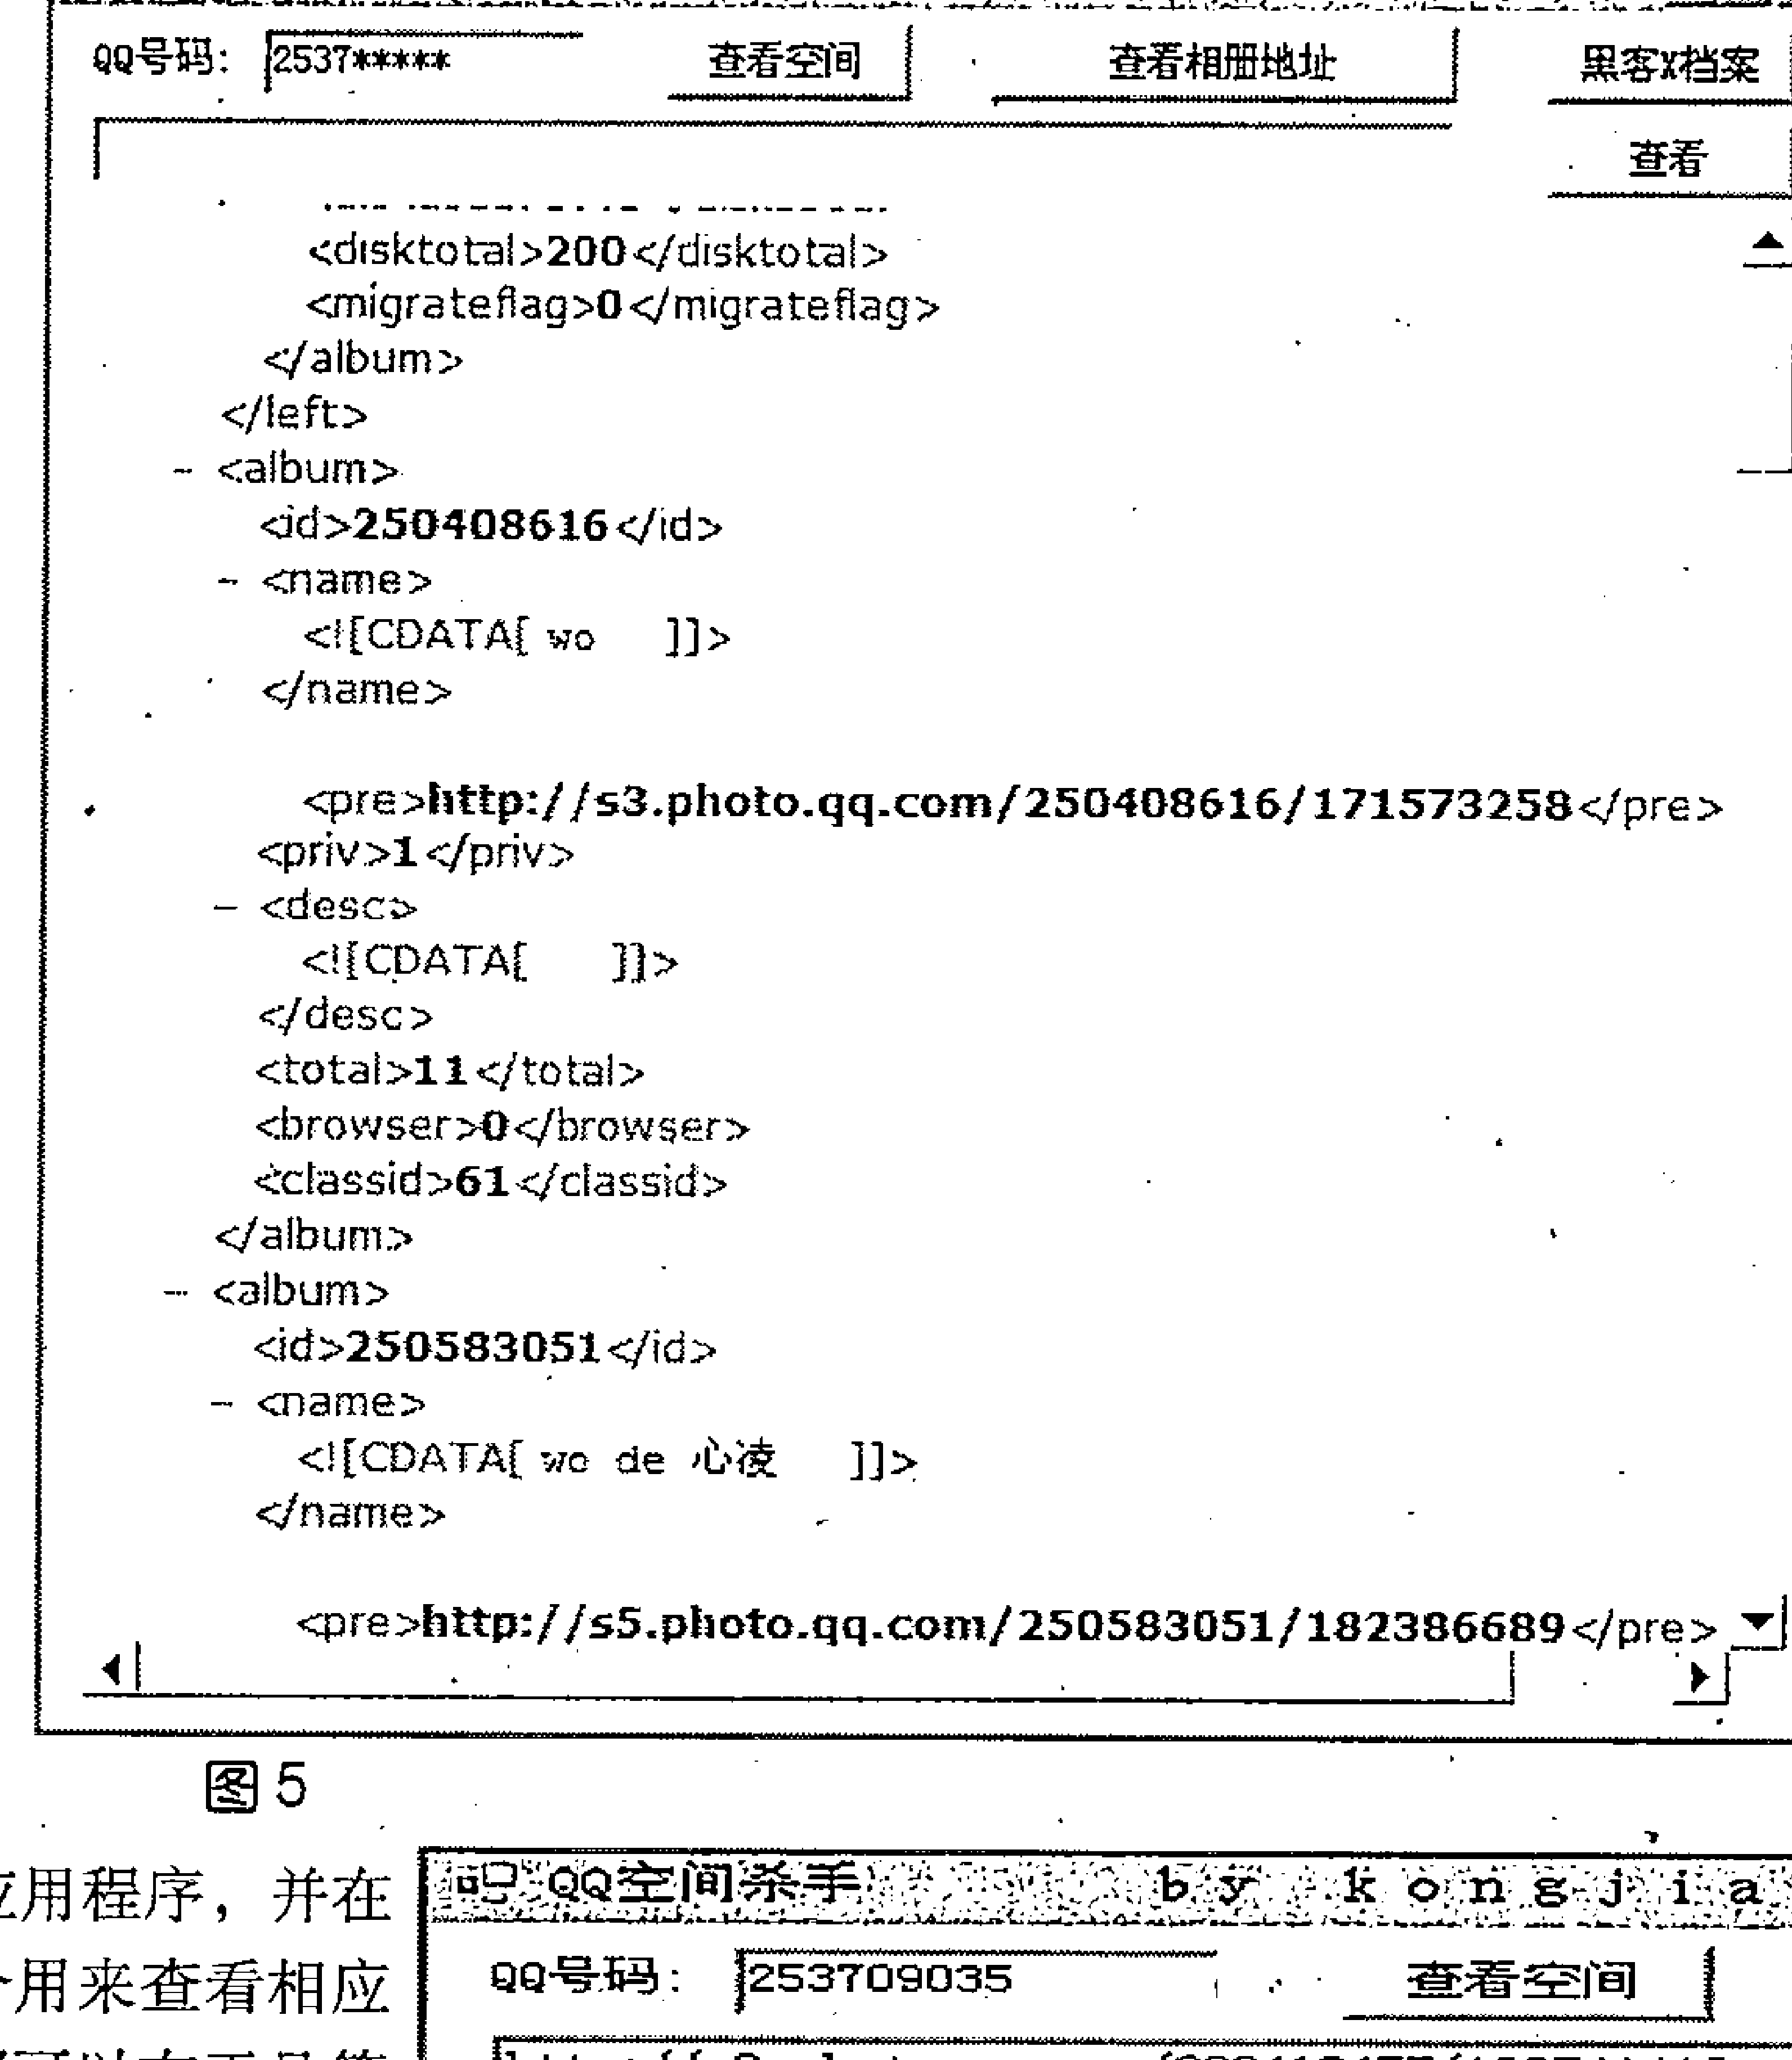 QQ号码： 2537***** 查看空间 查看相册地址 黑客X档案
查看
<disktotal>200</disktotal>
<migrateflag>0</migrateflag>
</album>
</left>
- <album>
<id>250408616</id>
- <name>
<![CDATA[ wo ]]>
</name>
<pre>http://s3.photo.qq.com/250408616/171573258</pre>
<priv>1</priv>
- <desc>
<![CDATA[ ]]>
</desc>
<total>11</total>
<browser>0</browser>
<classid>61</classid>
</album>
- <album>
<id>250583051</id>
- <name>
<![CDATA[ wo de 心凌 ]]>
</name>
<pre>http://s5.photo.qq.com/250583051/182386689</pre>
图5
应用程序，并在
用来查看相应
QQ空间杀手 by kongjia
QQ号码： 253709035 查看空间